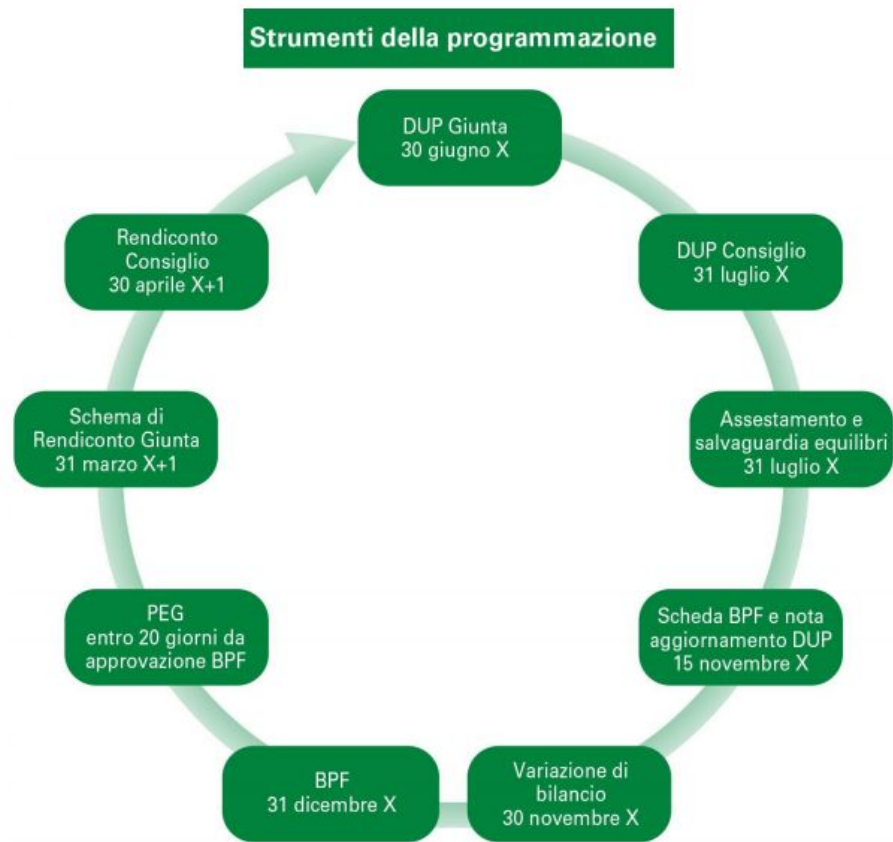 Strumenti della programmazione
DUP Giunta
30 giugno X
DUP Consiglio
31 luglio X
Assestamento e
salvaguardia equilibri
31 luglio X
Scheda BPF e nota
aggiornamento DUP
15 novembre X
Variazione di
bilancio
30 novembre X
BPF
31 dicembre X
PEG
entro 20 giorni da
approvazione BPF
Schema di
Rendiconto Giunta
31 marzo X+1
Rendiconto
Consiglio
30 aprile X+1